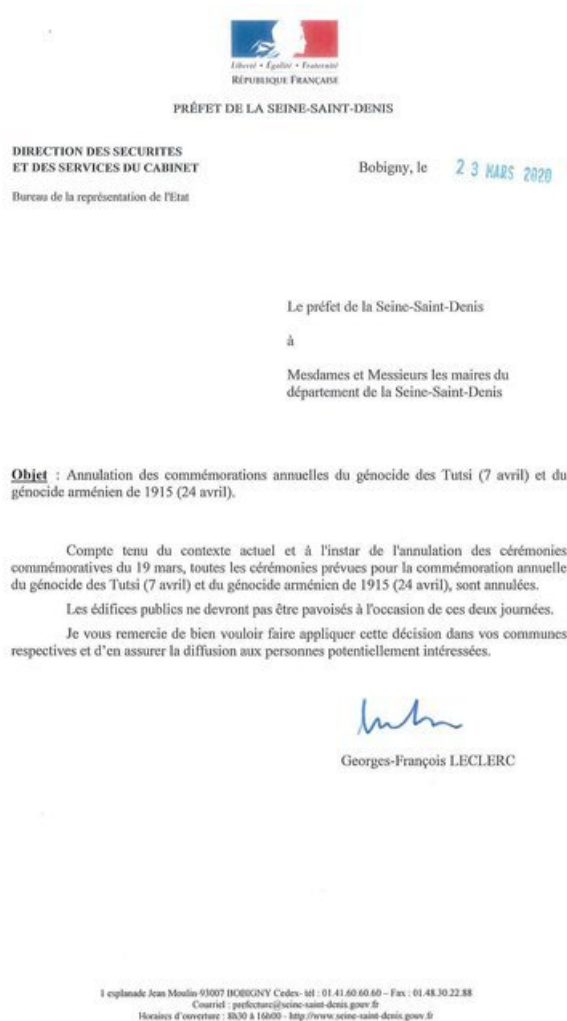 Liberté • Égalité • Fraternité
RÉPUBLIQUE FRANÇAISE
PRÉFET DE LA SEINE-SAINT-DENIS
DIRECTION DES SECURITES
ET DES SERVICES DU CABINET
Bobigny, le 23 MARS 2020
Bureau de la représentation de l'Etat
Le préfet de la Seine-Saint-Denis
à
Mesdames et Messieurs les maires du
département de la Seine-Saint-Denis
Objet : Annulation des commémorations annuelles du génocide des Tutsi (7 avril) et du
génocide arménien de 1915 (24 avril).
Compte tenu du contexte actuel et à l'instar de l'annulation des cérémonies
commémoratives du 19 mars, toutes les cérémonies prévues pour la commémoration annuelle
du génocide des Tutsi (7 avril) et du génocide arménien de 1915 (24 avril), sont annulées.
Les édifices publics ne devront pas être pavoisés à l'occasion de ces deux journées.
Je vous remercie de bien vouloir faire appliquer cette décision dans vos communes
respectives et d'en assurer la diffusion aux personnes potentiellement intéressées.
Georges-François LECLERC
1 esplanade Jean Moulin-93007 BOBIGNY Cedex- tél : 01.41.60.60.60 – Fax : 01.48.30.22.88
Courriel : prefecture@seine-saint-denis.gouv.fr
Horaires d'ouverture : 8h30 à 16h00 - http://www.seine-saint-denis.gouv.fr